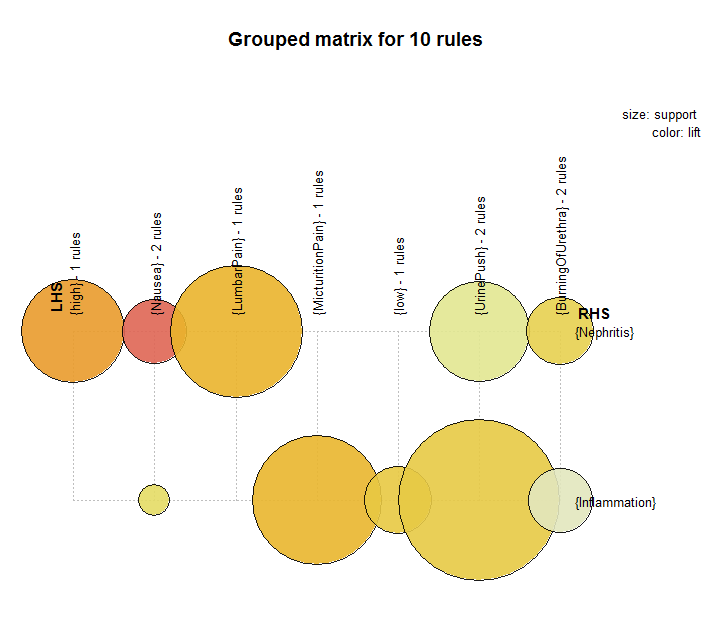 Grouped matrix for 10 rules
size: support
color: lift
LHS
{high} - 1 rules
{Nausea} - 2 rules
{LumbarPain} - 1 rules
{MicturitionPain} - 1 rules
{low} - 1 rules
{UrinePush} - 2 rules
{BurningOfUrethra} - 2 rules
RHS
{Nephritis}
{Inflammation}